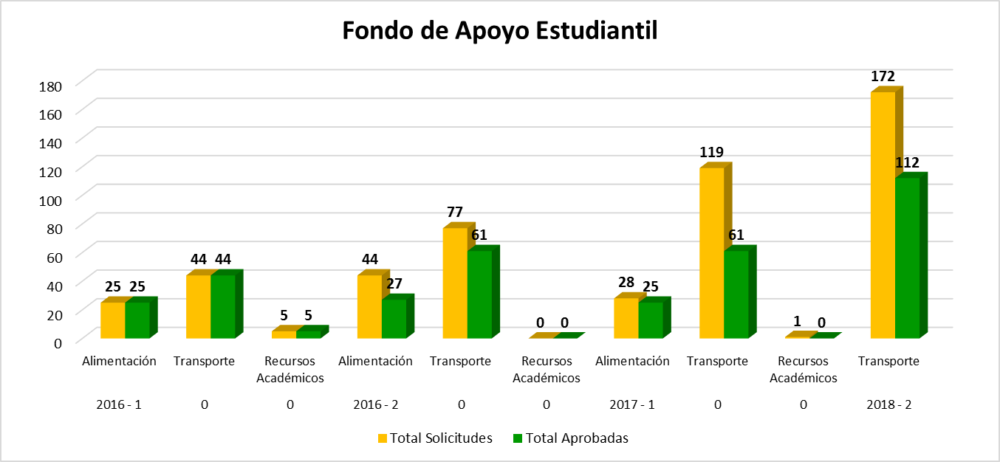 Fondo de Apoyo Estudiantil
180
160
140
120
100
80
60
40
20
0
25 25 44 44 5 5 44 27 77 61 0 0 28 25 119 61 1 0 172 112
Alimentación Transporte Recursos Alimentación Transporte Recursos Alimentación Transporte Recursos Transporte
Académicos Académicos Académicos
2016 - 1 0 0 2016 - 2 0 0 2017 - 1 0 0 2018 - 2
Total Solicitudes Total Aprobadas